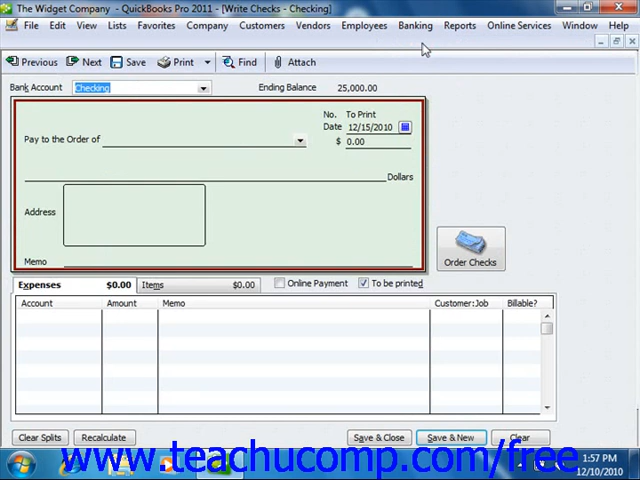 The Widget Company - QuickBooks Pro 2011 - [Write Checks - Checking]
File Edit View Lists Favorites Company Customers Vendors Employees Banking Reports Online Services Window Help
Previous Next Save Print Find Attach
Bank Account Checking Ending Balance 25,000.00
No. To Print
Date 12/15/2010
Pay to the Order of $ 0.00
Dollars
Address
Memo
Order Checks
Expenses $0.00 Items $0.00 Online Payment To be printed
Account Amount Memo Customer:Job Billable?
Clear Splits Recalculate Save & Close Save & New Clear
www.teachucomp.com/free
1:57 PM
12/10/2010